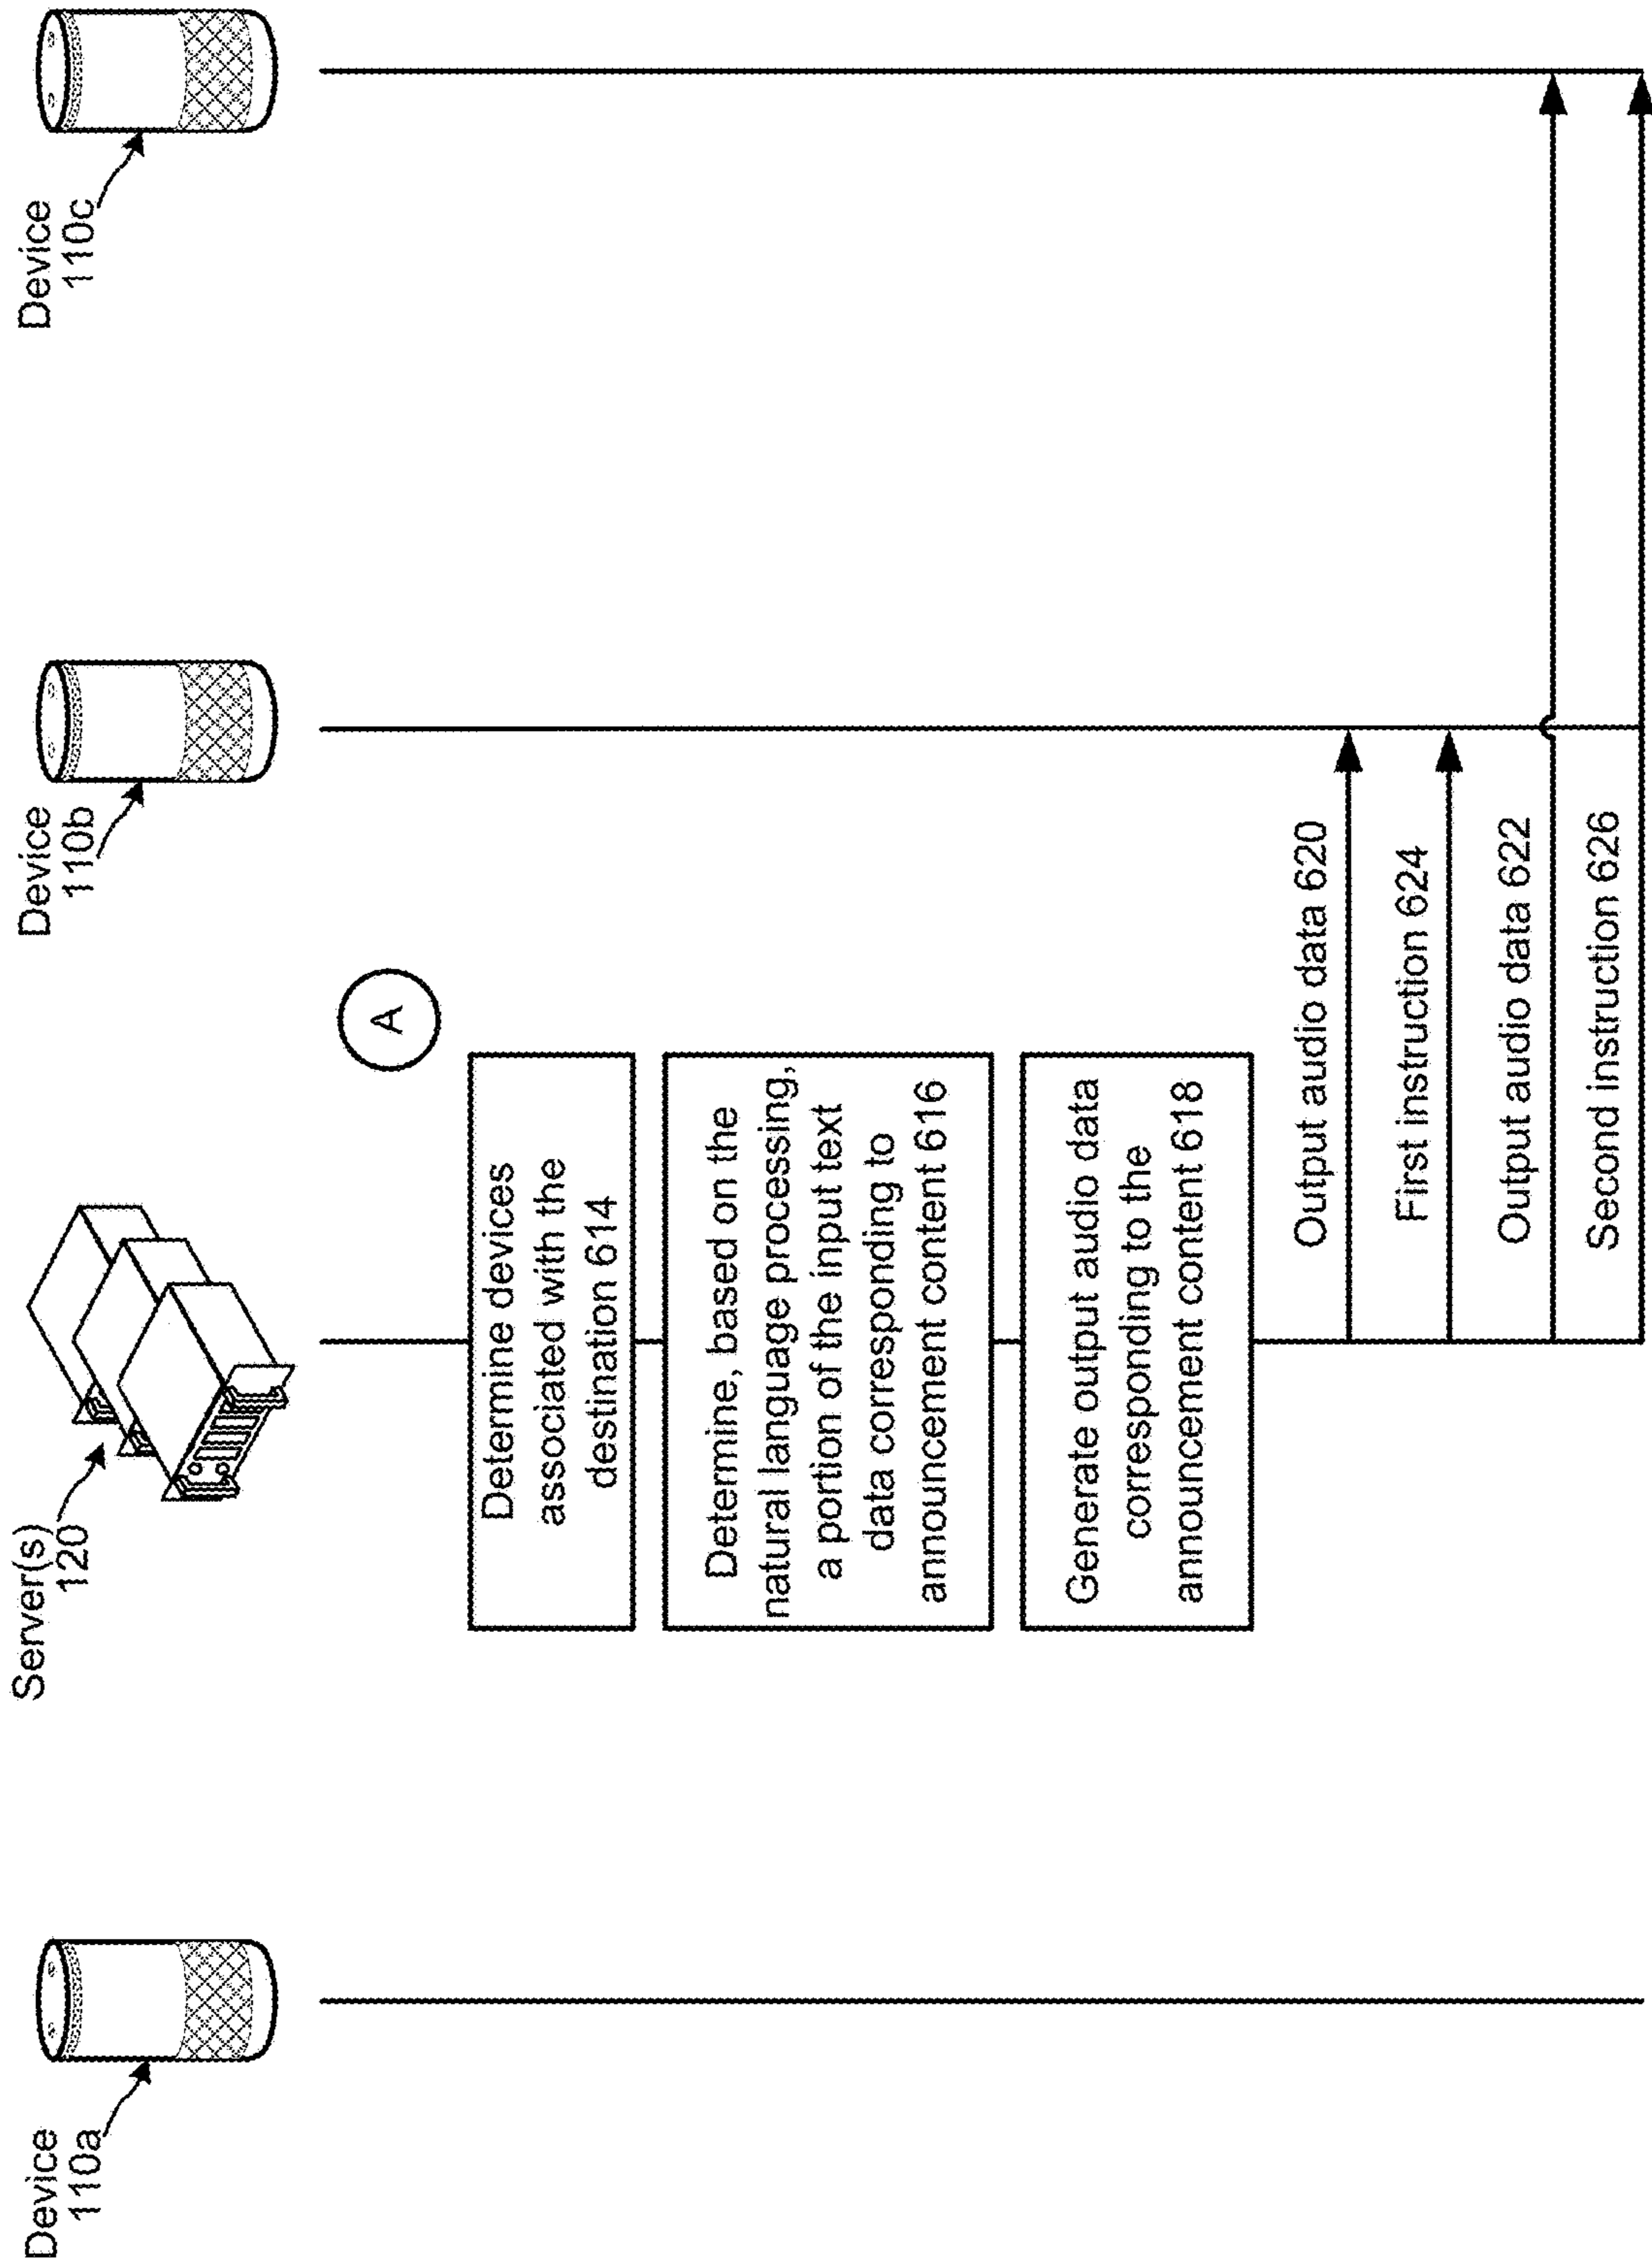 Device
110a
Server(s)
120
Device
110b
Device
110c
A
Determine devices
associated with the
destination 614
Determine, based on the
natural language processing,
a portion of the input text
data corresponding to
announcement content 616
Generate output audio data
corresponding to the
announcement content 618
Output audio data 620
First instruction 624
Output audio data 622
Second instruction 626